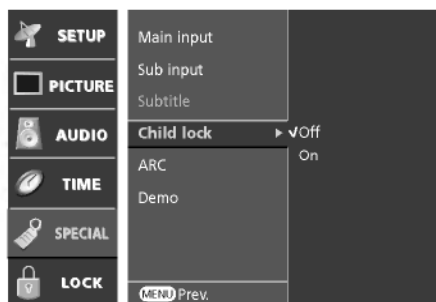 SETUP
PICTURE
AUDIO
TIME
SPECIAL
LOCK
Main input
Sub input
Subtitle
Child lock
ARC
Demo
Off
On
MENU Prev.